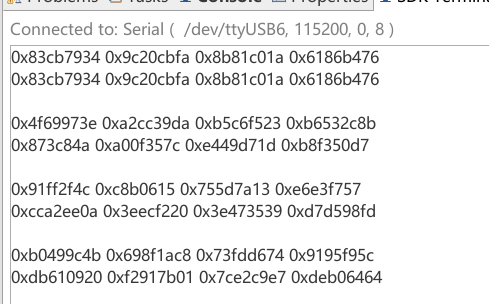 Problems Tasks Console Properties SDK Termin
Connected to: Serial ( /dev/ttyUSB6, 115200, 0, 8 )
0x83cb7934 0x9c20cbfa 0x8b81c01a 0x6186b476
0x83cb7934 0x9c20cbfa 0x8b81c01a 0x6186b476
0x4f69973e 0xa2cc39da 0xb5c6f523 0xb6532c8b
0x873c84a 0xa00f357c 0xe449d71d 0xb8f350d7
0x91ff2f4c 0xc8b0615 0x755d7a13 0xe6e3f757
0xcca2ee0a 0x3eecf220 0x3e473539 0xd7d598fd
0xb0499c4b 0x698f1ac8 0x73fdd674 0x9195f95c
0xdb610920 0xf2917b01 0x7ce2c9e7 0xdeb06464